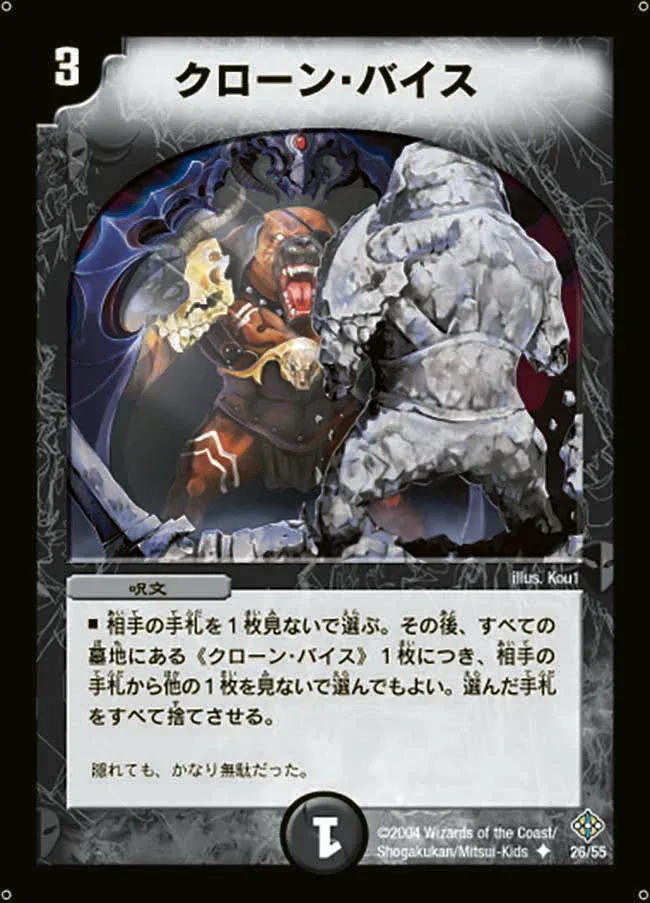 3
クローン・バイス
illus. Kou1
呪文
■ 相手の手札を1枚見ないで選ぶ。その後、すべての
墓地にある《クローン・バイス》1枚につき、相手の
手札から他の1枚を見ないで選んでもよい。選んだ手札
をすべて捨てさせる。
隠れても、かなり無駄だった。
1
©2004 Wizards of the Coast/
Shogakukan/Mitsui-Kids
26/55